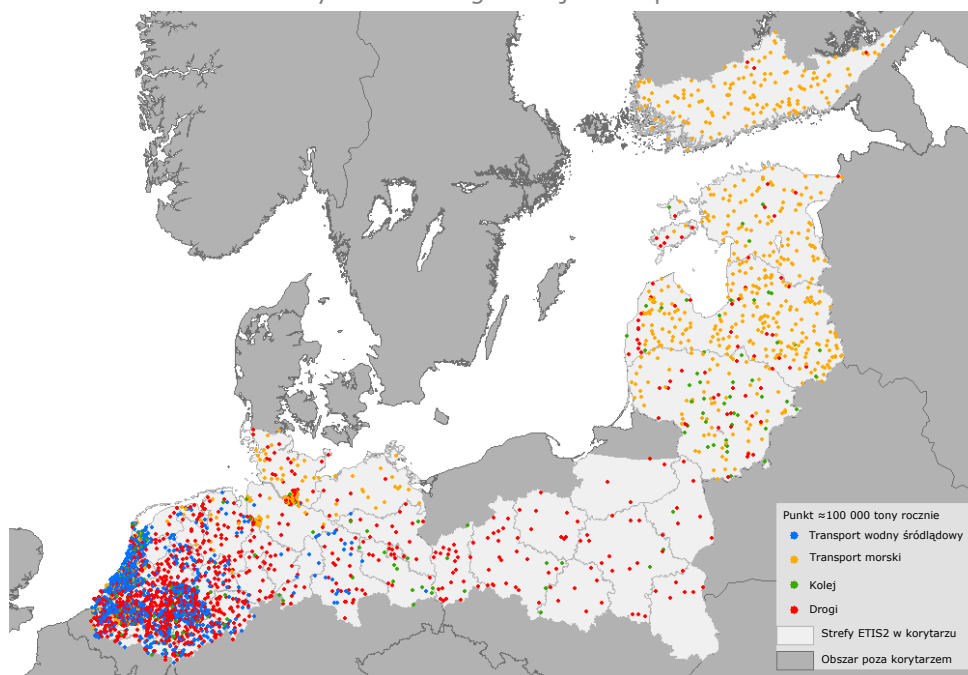 Punkt ≈100 000 tony rocznie
Transport wodny śródlądowy
Transport morski
Kolej
Drogi
Strefy ETIS2 w korytarzu
Obszar poza korytarzem